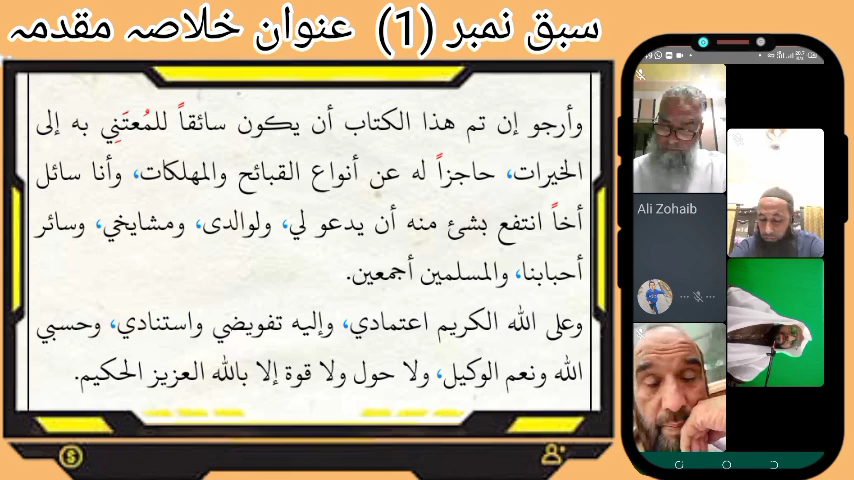 سبق نمبر (1) عنوان خلاصہ مقدمہ
وأرجو إن تم هذا الكتاب أن يكون سائقاً للمُعتَنِي به إلى
الخيرات، حاجزاً له عن أنواع القبائح والمهلكات، وأنا سائل
أخاً انتفع بشئ منه أن يدعو لي، ولوالدى، ومشايخي، وسائر
أحبابنا، والمسلمين أجمعين.
وعلى الله الكريم اعتمادي، وإليه تفويضي واستنادي، وحسبي
الله ونعم الوكيل، ولا حول ولا قوة إلا بالله العزيز الحكيم.
Ali Zohaib